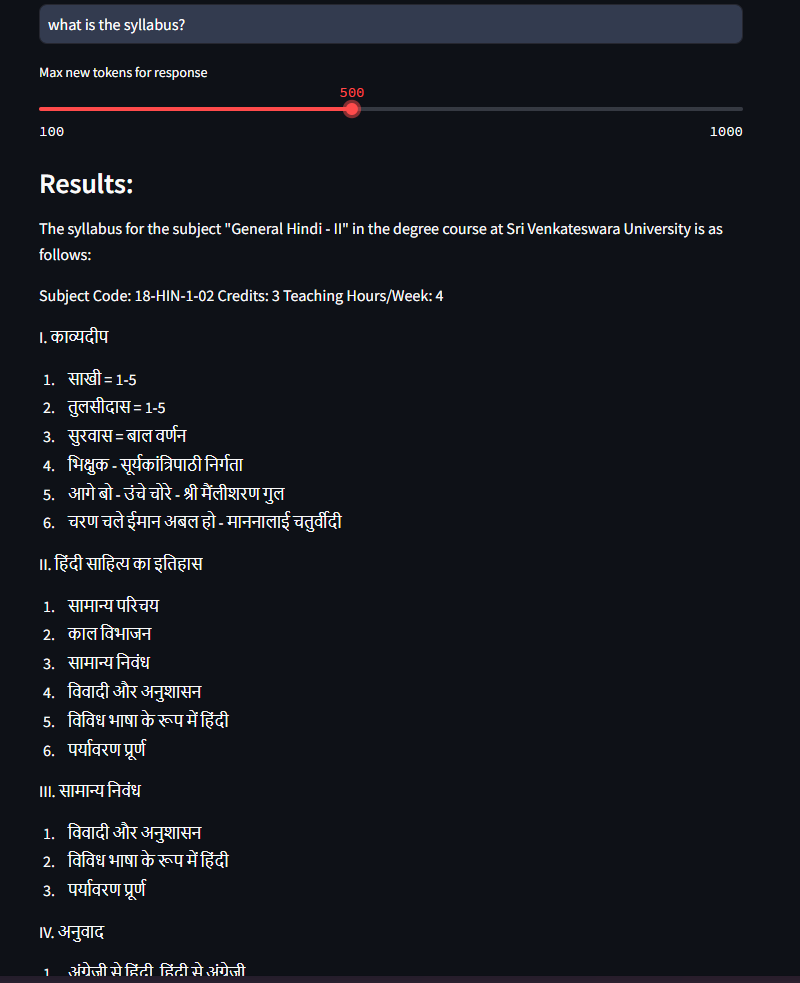 what is the syllabus?
Max new tokens for response
500
100 1000
Results:
The syllabus for the subject "General Hindi - II" in the degree course at Sri Venkateswara University is as
follows:
Subject Code: 18-HIN-1-02 Credits: 3 Teaching Hours/Week: 4
I. काव्यदीप
1. साखी = 1-5
2. तुलसीदास = 1-5
3. सुरवास = बाल वर्णन
4. भिक्षुक - सूर्यकांत्रिपाठी निर्गता
5. आगे बो - उंचे चोरे - श्री मैंलीशरण गुल
6. चरण चले ईमान अबल हो - माननालाई चतुर्वीदी
II. हिंदी साहित्य का इतिहास
1. सामान्य परिचय
2. काल विभाजन
3. सामान्य निवंध
4. विवादी और अनुशासन
5. विविध भाषा के रूप में हिंदी
6. पर्यावरण प्रूर्ण
III. सामान्य निवंध
1. विवादी और अनुशासन
2. विविध भाषा के रूप में हिंदी
3. पर्यावरण प्रूर्ण
IV. अनुवाद
1. अंग्रेजी से हिंदी, हिंदी से अंग्रेजी